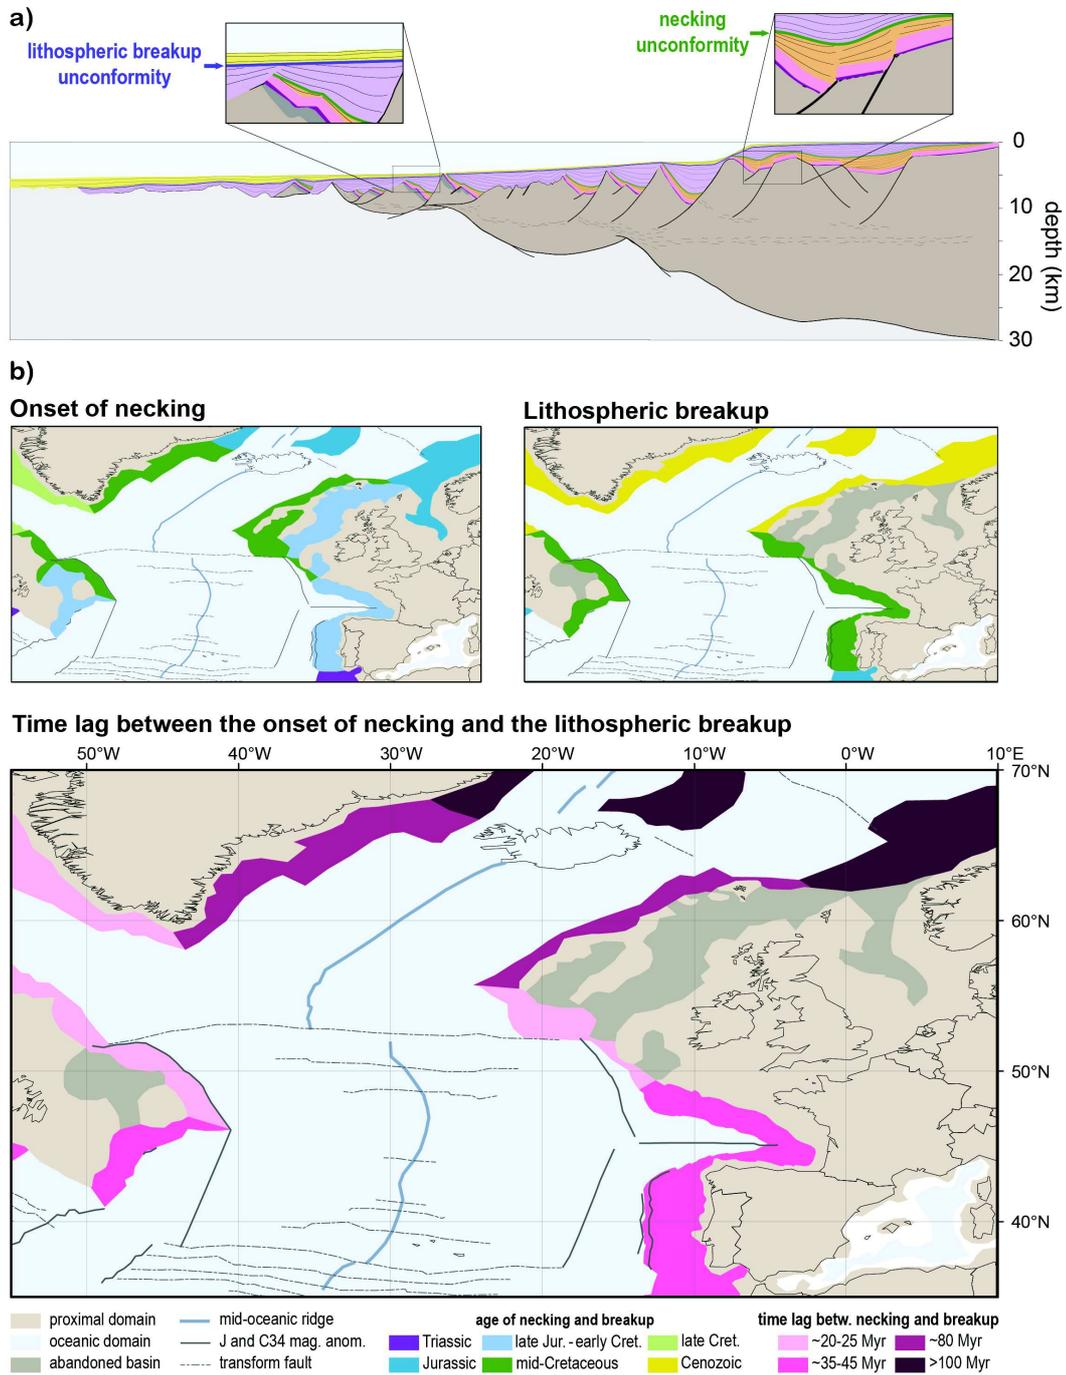 a)
lithospheric breakup
unconformity
necking
unconformity
0
10
20
30
depth (km)
b)
Onset of necking
Lithospheric breakup
Time lag between the onset of necking and the lithospheric breakup
50°W 40°W 30°W 20°W 10°W 0°W 10°E
70°N
60°N
50°N
40°N
proximal domain
oceanic domain
abandoned basin
mid-oceanic ridge
J and C34 mag. anom.
transform fault
age of necking and breakup
Triassic
Jurassic
late Jur. - early Cret.
mid-Cretaceous
late Cret.
Cenozoic
time lag betw. necking and breakup
~20-25 Myr
~35-45 Myr
~80 Myr
>100 Myr